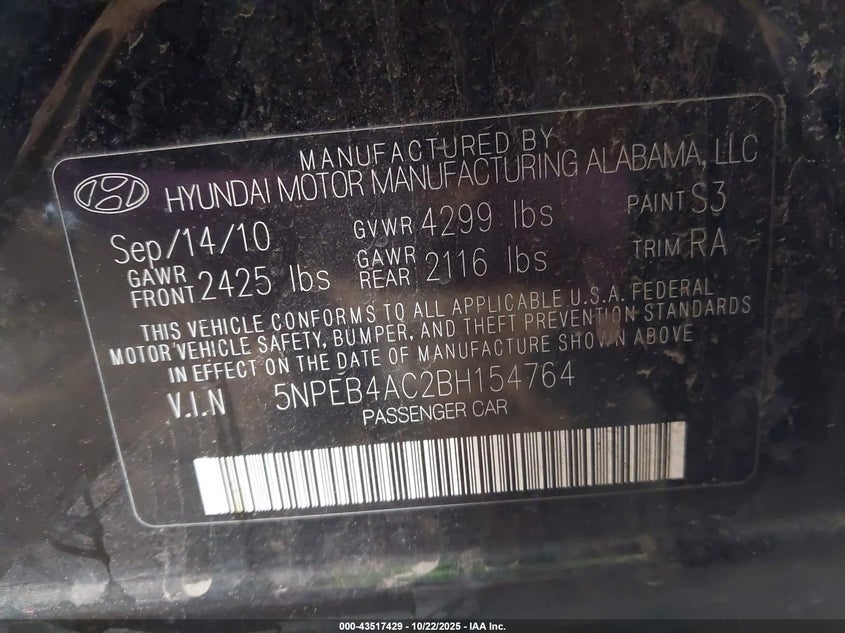 MANUFACTURED BY
HYUNDAI MOTOR MANUFACTURING ALABAMA, LLC
Sep/14/10 GVWR 4299 lbs PAINT S3
GAWR FRONT 2425 lbs GAWR REAR 2116 lbs TRIM RA
THIS VEHICLE CONFORMS TO ALL APPLICABLE U.S.A. FEDERAL
MOTOR VEHICLE SAFETY, BUMPER, AND THEFT PREVENTION STANDARDS
IN EFFECT ON THE DATE OF MANUFACTURE SHOWN ABOVE
V.I.N 5NPEB4AC2BH154764
PASSENGER CAR
000-43517429 - 10/22/2025 - IAA Inc.